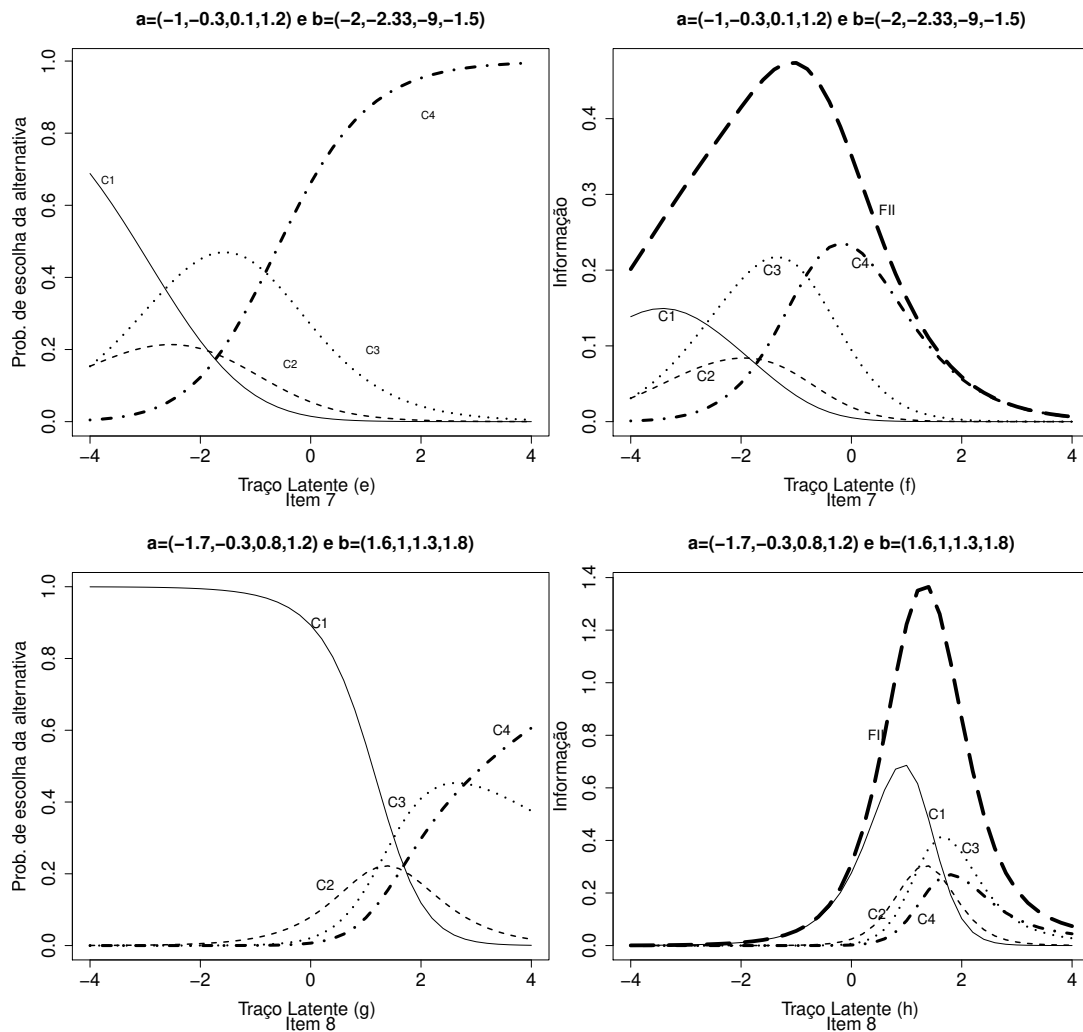 a=(-1,-0.3,0.1,1.2) e b=(-2,-2.33,-9,-1.5)
Prob. de escolha da alternativa
0.0 0.2 0.4 0.6 0.8 1.0
C1
C2
C3
C4
−4 −2 0 2 4
Traço Latente (e)
Item 7
a=(-1,-0.3,0.1,1.2) e b=(-2,-2.33,-9,-1.5)
Informação
0.0 0.1 0.2 0.3 0.4
FII
C1
C2
C3
C4
−4 −2 0 2 4
Traço Latente (f)
Item 7
a=(-1.7,-0.3,0.8,1.2) e b=(1.6,1,1.3,1.8)
Prob. de escolha da alternativa
0.0 0.2 0.4 0.6 0.8 1.0
C1
C2
C3
C4
−4 −2 0 2 4
Traço Latente (g)
Item 8
a=(-1.7,-0.3,0.8,1.2) e b=(1.6,1,1.3,1.8)
Informação
0.0 0.2 0.4 0.6 0.8 1.0 1.2 1.4
FII
C1
C2
C3
C4
−4 −2 0 2 4
Traço Latente (h)
Item 8